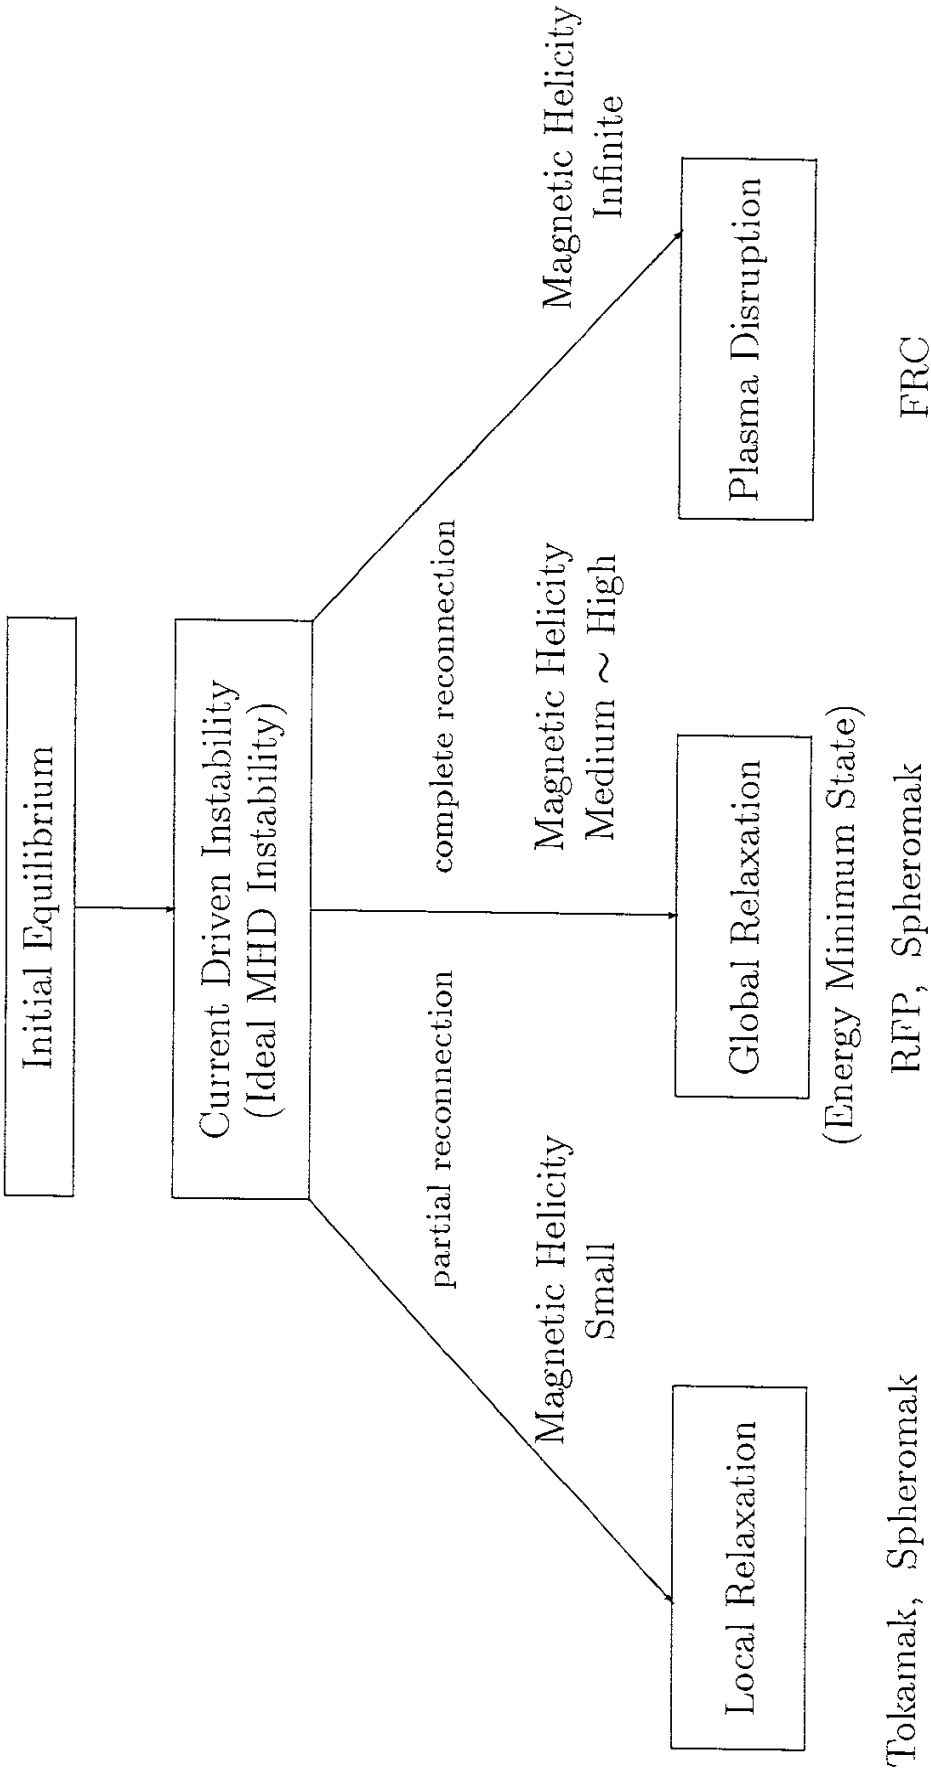 Initial Equilibrium
Current Driven Instability
(Ideal MHD Instability)
partial reconnection
complete reconnection
Magnetic Helicity
Small
Magnetic Helicity
Medium ~ High
Magnetic Helicity
Infinite
Local Relaxation
Global Relaxation
Plasma Disruption
(Energy Minimum State)
Tokamak, Spheromak
RFP, Spheromak
FRC